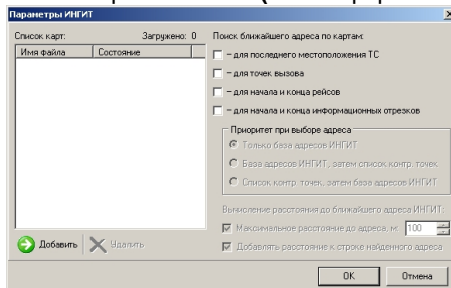 Параметры ИНГИТ
Список карт:
Загружено: 0
Имя файла
Состояние
Добавить
Удалить
Поиск ближайшего адреса по картам:
- для последнего местоположения ТС
- для точек вызова
- для начала и конца рейсов
- для начала и конца информационных отрезков
Приоритет при выборе адреса
Только база адресов ИНГИТ
База адресов ИНГИТ, затем список контр. точек
Список контр. точек, затем база адресов ИНГИТ
Вычисление расстояния до ближайшего адреса ИНГИТ:
Максимальное расстояние до адреса, м: 100
Добавлять расстояние к строке найденного адреса
OK
Отмена